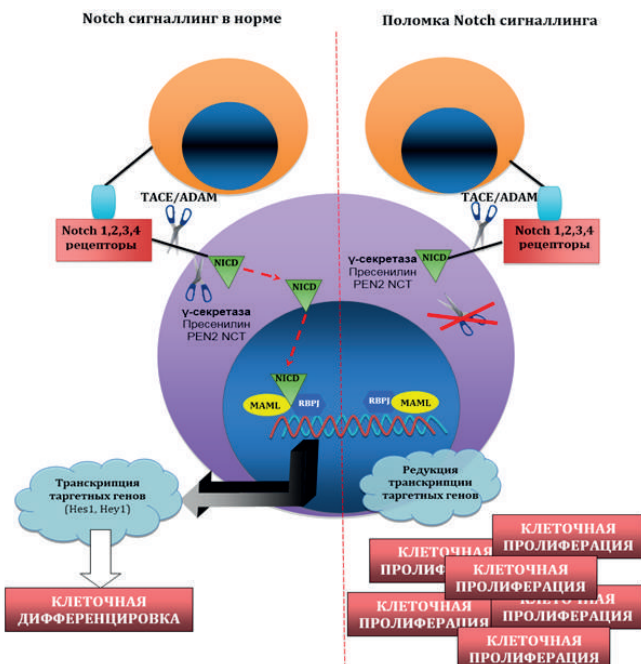 Notch сигналлинг в норме
Поломка Notch сигналлинга
TACE/ADAM
Notch 1,2,3,4
рецепторы
NICD
γ-секретаза
Пресенилин
PEN2 NCT
NICD
NICD
MAML
RBPJ
Транскрипция
таргетных генов
(Hes1, Hey1)
КЛЕТОЧНАЯ
ДИФФЕРЕНЦИРОВКА
TACE/ADAM
Notch 1,2,3,4
рецепторы
γ-секретаза
Пресенилин
PEN2 NCT
NICD
RBPJ
MAML
Редукция
транскрипции
таргетных генов
КЛЕТОЧНАЯ
ПРОЛИФЕРАЦИЯ
КЛЕТОЧНАЯ
ПРОЛИФЕРАЦИЯ
КЛЕТОЧНАЯ
ПРОЛИФЕРАЦИЯ
КЛЕТОЧНАЯ
ПРОЛИФЕРАЦИЯ
КЛЕТОЧНАЯ
ПРОЛИФЕРАЦИЯ
КЛЕТОЧНАЯ
ПРОЛИФЕРАЦИЯ